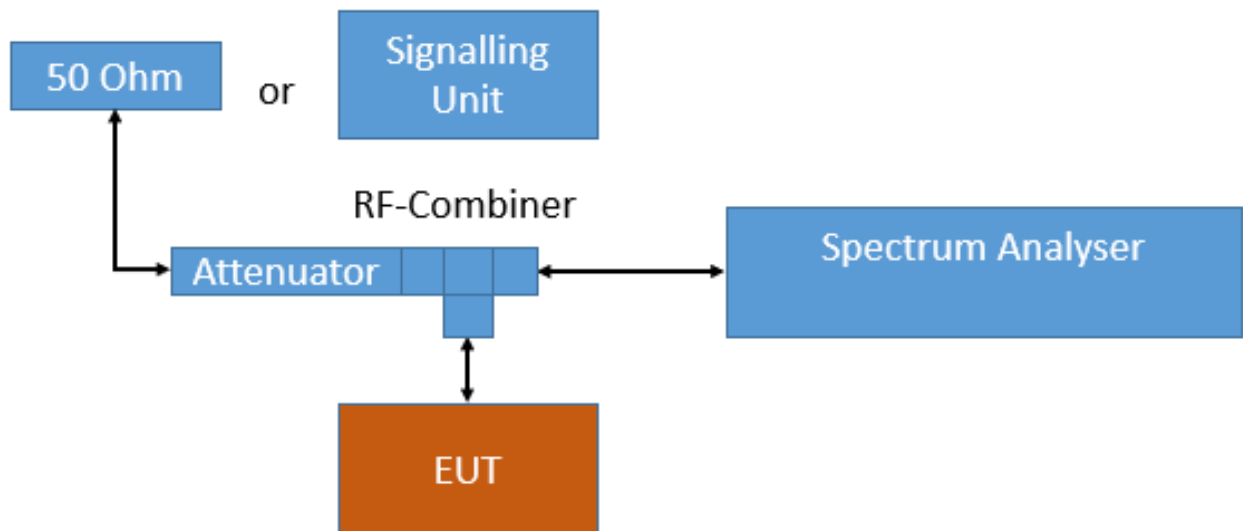 50 Ohm
or
Signalling
Unit
RF-Combiner
Attenuator
Spectrum Analyser
EUT